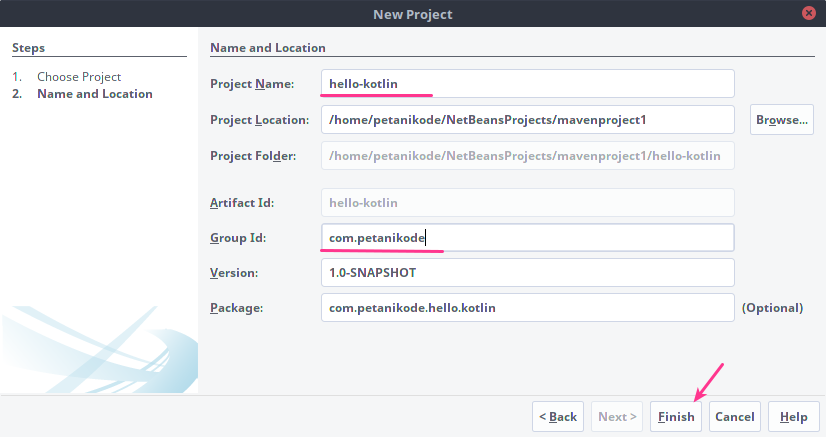 New Project
Steps
1. Choose Project
2. Name and Location
Name and Location
Project Name: hello-kotlin
Project Location: /home/petanikode/NetBeansProjects/mavenproject1 Browse...
Project Folder: /home/petanikode/NetBeansProjects/mavenproject1/hello-kotlin
Artifact Id: hello-kotlin
Group Id: com.petanikode
Version: 1.0-SNAPSHOT
Package: com.petanikode.hello.kotlin (Optional)
< Back Next > Finish Cancel Help